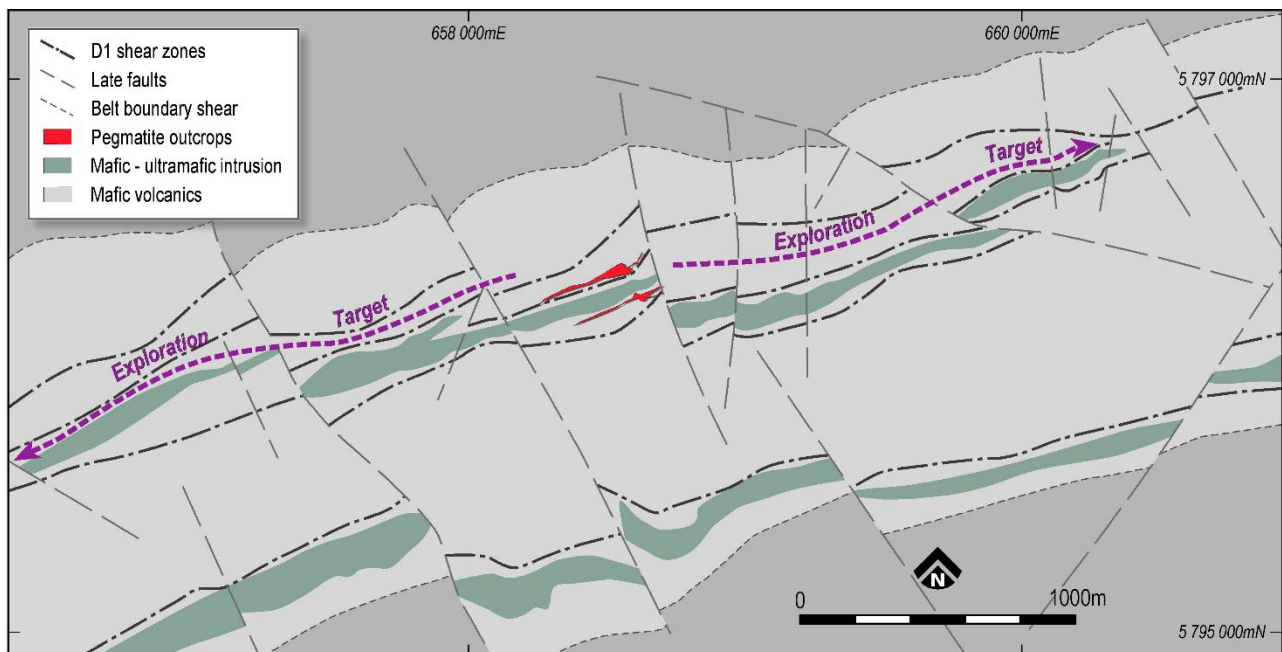 658 000mE
660 000mE
5 797 000mN
D1 shear zones
Late faults
Belt boundary shear
Pegmatite outcrops
Mafic - ultramafic intrusion
Mafic volcanics
Target
Exploration
Target
Exploration
N
0
1000m
5 795 000mN